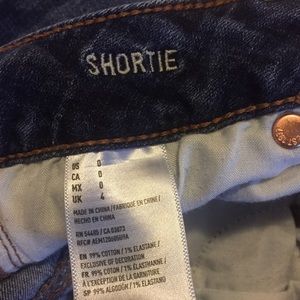 SHORTIE
US 0
CA 0
MX 0
UK 4
MADE IN CHINA / FABRIQUÉ EN CHINE /
HECHO EN CHINA
RN 54485 / CA 03873
EN 99% COTTON / 1% ELASTANE /
EXCLUSIVE OF DECORATION
FR 99% COTON / 1% ÉLASTHANNE /
À L'EXCEPTION DE LA GARNITURE
SP 99% ALGODÓN / 1% ELASTANO /